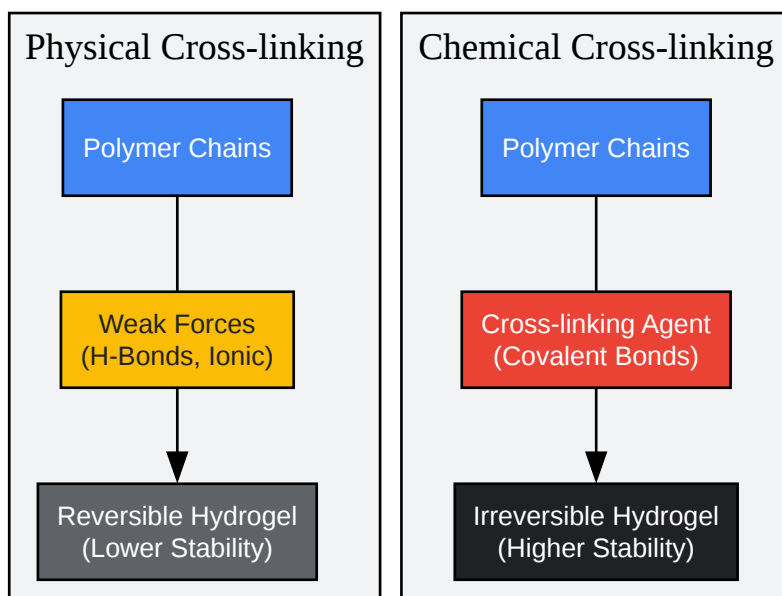 Physical Cross-linking
Polymer Chains
Weak Forces
(H-Bonds, Ionic)
Reversible Hydrogel
(Lower Stability)
Chemical Cross-linking
Polymer Chains
Cross-linking Agent
(Covalent Bonds)
Irreversible Hydrogel
(Higher Stability)